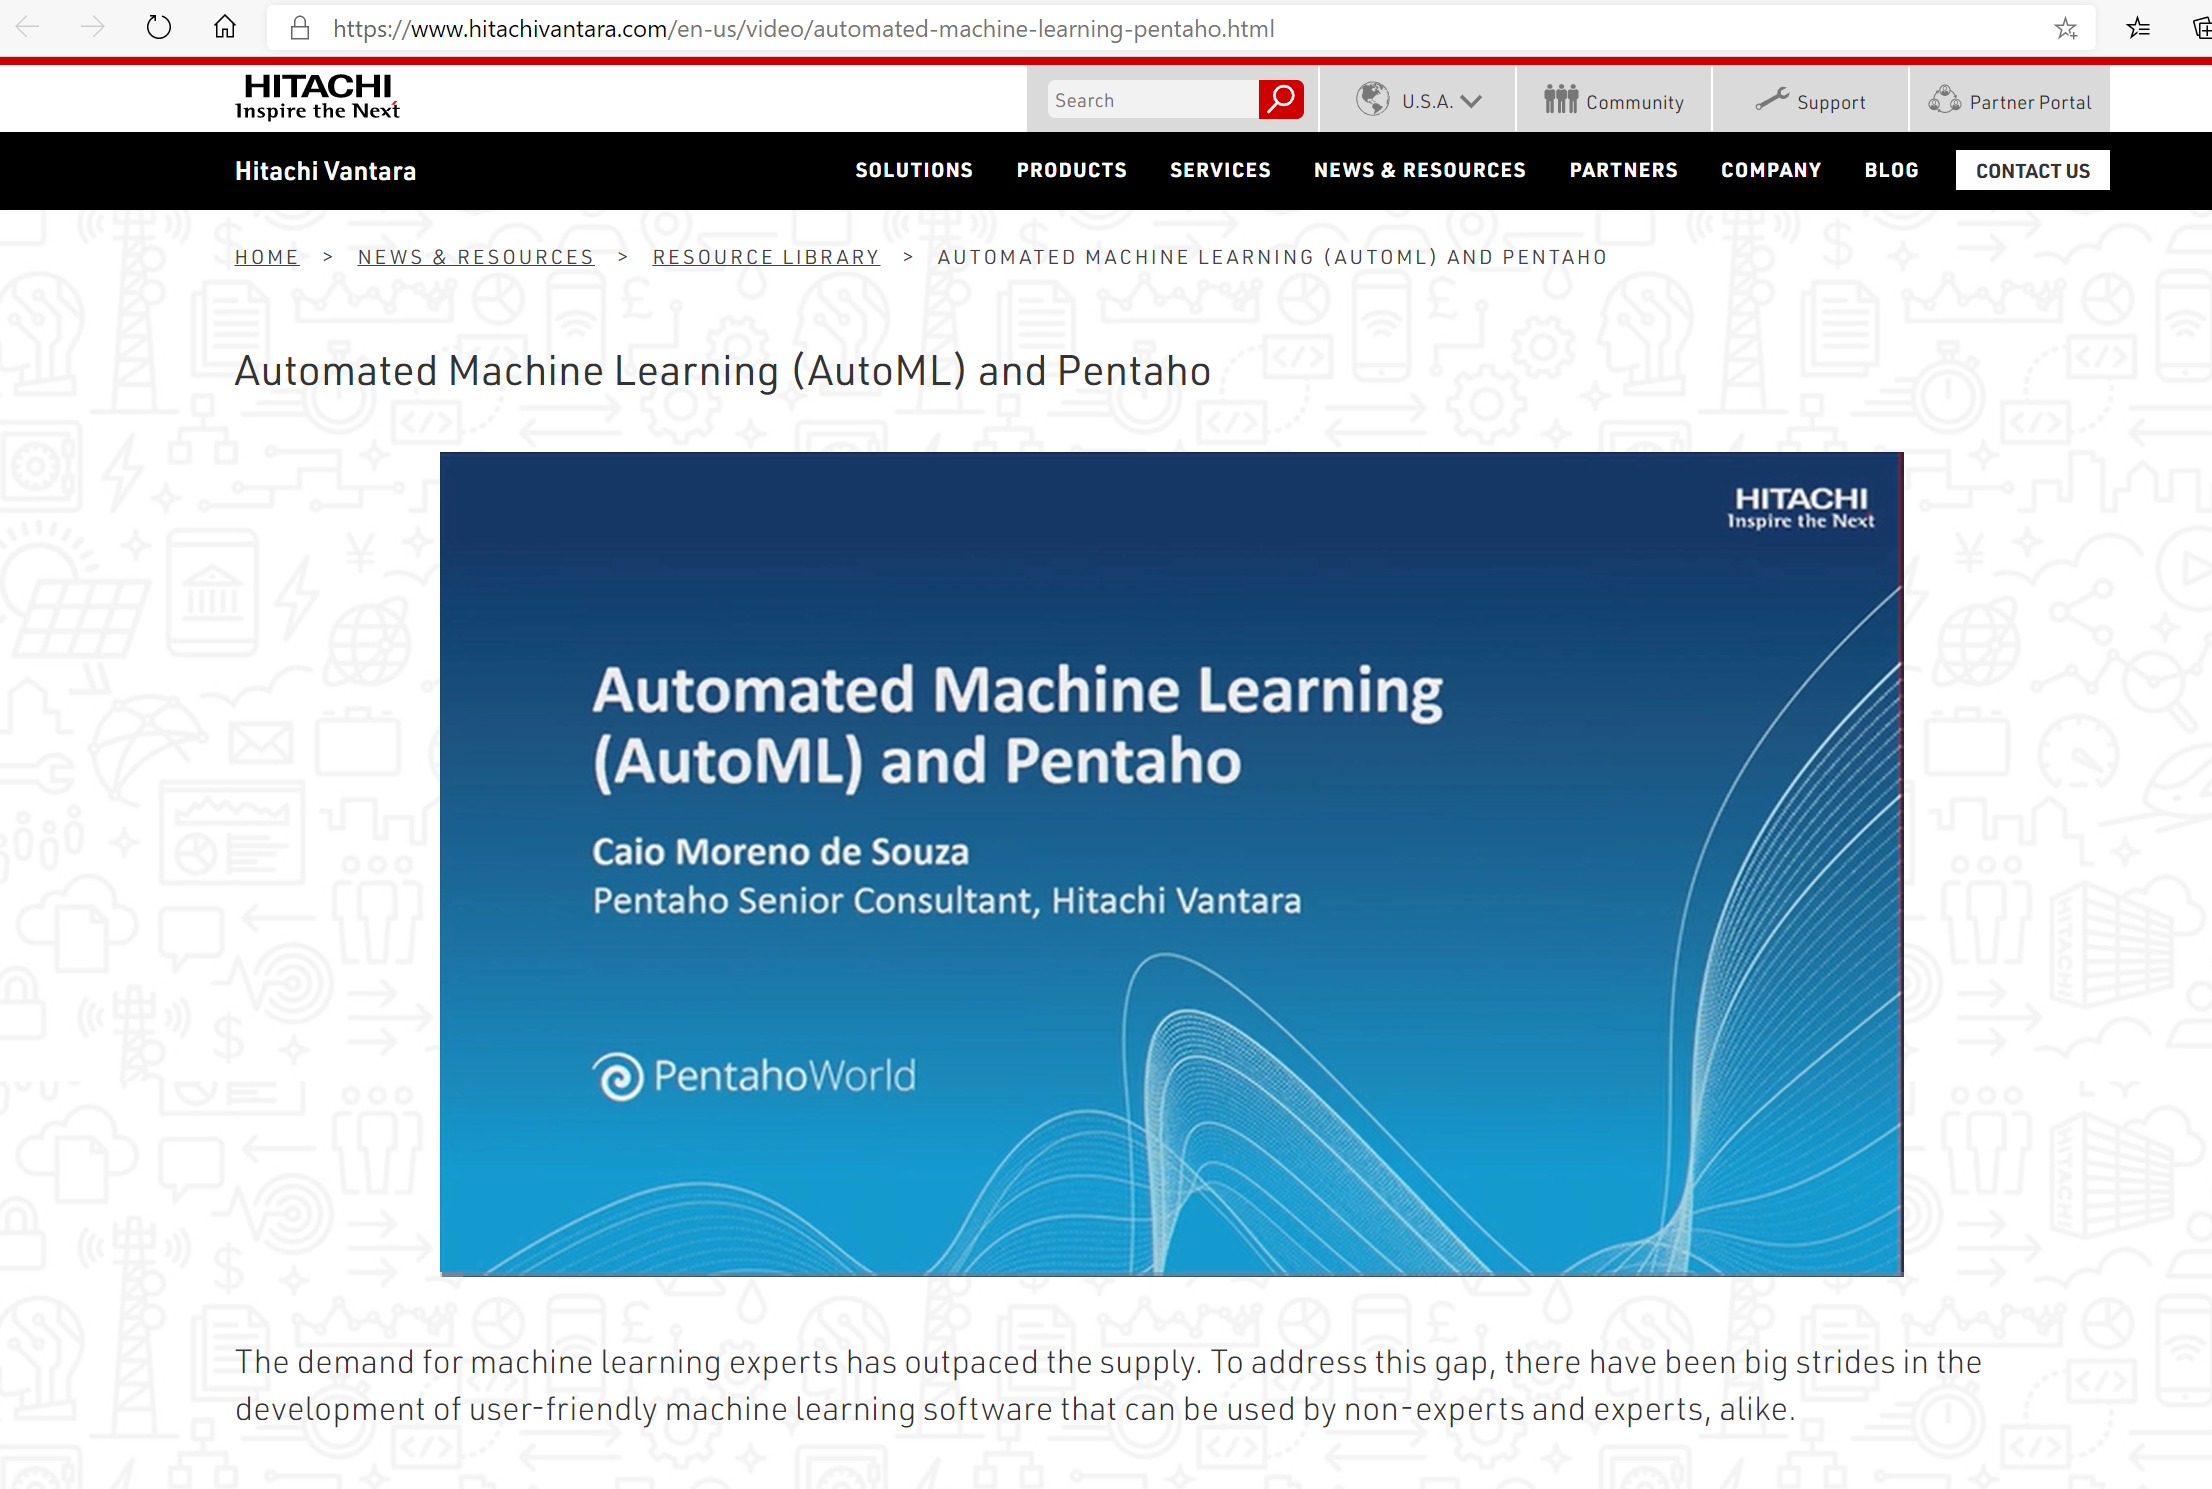 https://www.hitachivantara.com/en-us/video/automated-machine-learning-pentaho.html
HITACHI
Inspire the Next
Search
U.S.A.
Community
Support
Partner Portal
Hitachi Vantara
SOLUTIONS
PRODUCTS
SERVICES
NEWS & RESOURCES
PARTNERS
COMPANY
BLOG
CONTACT US
HOME > NEWS & RESOURCES > RESOURCE LIBRARY > AUTOMATED MACHINE LEARNING (AUTOML) AND PENTAHO
Automated Machine Learning (AutoML) and Pentaho
HITACHI
Inspire the Next
Automated Machine Learning
(AutoML) and Pentaho
Caio Moreno de Souza
Pentaho Senior Consultant, Hitachi Vantara
PentahoWorld
HITACHI
HITACHI
The demand for machine learning experts has outpaced the supply. To address this gap, there have been big strides in the
development of user-friendly machine learning software that can be used by non-experts and experts, alike.